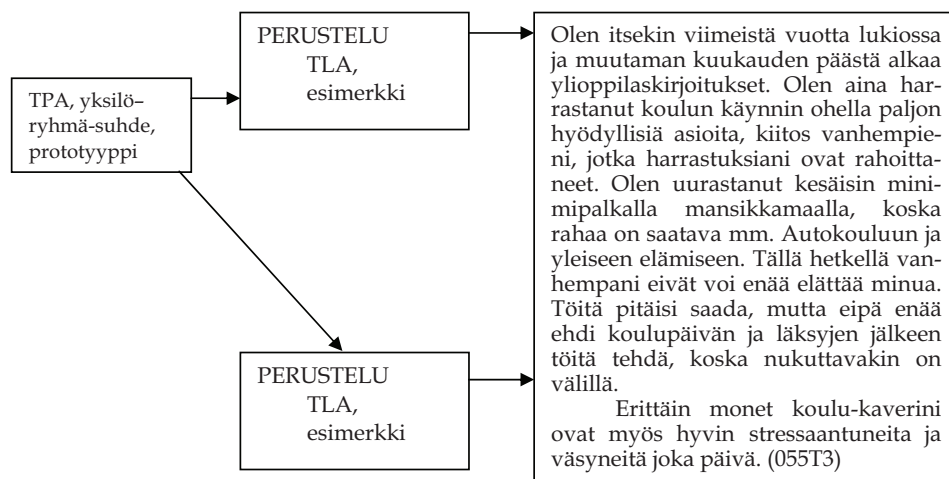 TPA, yksilö–
ryhmä-suhde,
prototyyppi
PERUSTELU
TLA,
esimerkki
PERUSTELU
TLA,
esimerkki
Olen itsekin viimeistä vuotta lukiossa
ja muutaman kuukauden päästä alkaa
ylioppilaskirjoitukset. Olen aina har-
rastanut koulun käynnin ohella paljon
hyödyllisiä asioita, kiitos vanhempie-
ni, jotka harrastuksiani ovat rahoitta-
neet. Olen uurastanut kesäisin mini-
mipalkalla mansikkamaalla, koska
rahaa on saatava mm. Autokouluun ja
yleiseen elämiseen. Tällä hetkellä van-
hempani eivät voi enää elättää minua.
Töitä pitäisi saada, mutta eipä enää
ehdi koulupäivän ja läksyjen jälkeen
töitä tehdä, koska nukuttavakin on
välillä.
Erittäin monet koulu-kaverini
ovat myös hyvin stressaantuneita ja
väsyneitä joka päivä. (055T3)